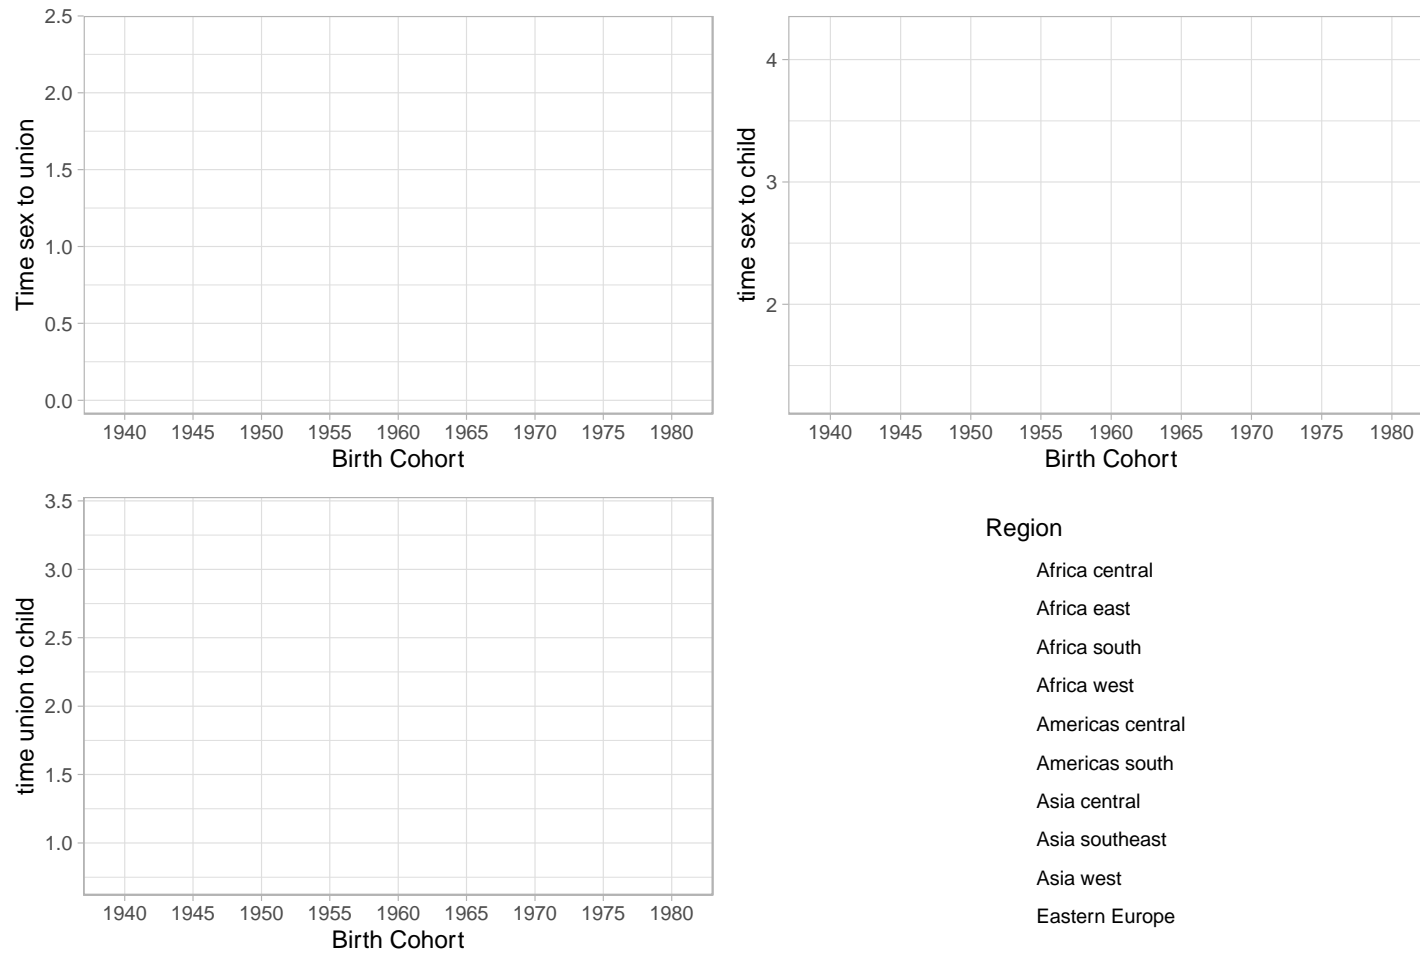 2.5
2.0
1.5
1.0
0.5
0.0
Time sex to union
1940 1945 1950 1955 1960 1965 1970 1975 1980
Birth Cohort
4
3
2
time sex to child
1940 1945 1950 1955 1960 1965 1970 1975 1980
Birth Cohort
3.5
3.0
2.5
2.0
1.5
1.0
time union to child
1940 1945 1950 1955 1960 1965 1970 1975 1980
Birth Cohort
Region
Africa central
Africa east
Africa south
Africa west
Americas central
Americas south
Asia central
Asia southeast
Asia west
Eastern Europe